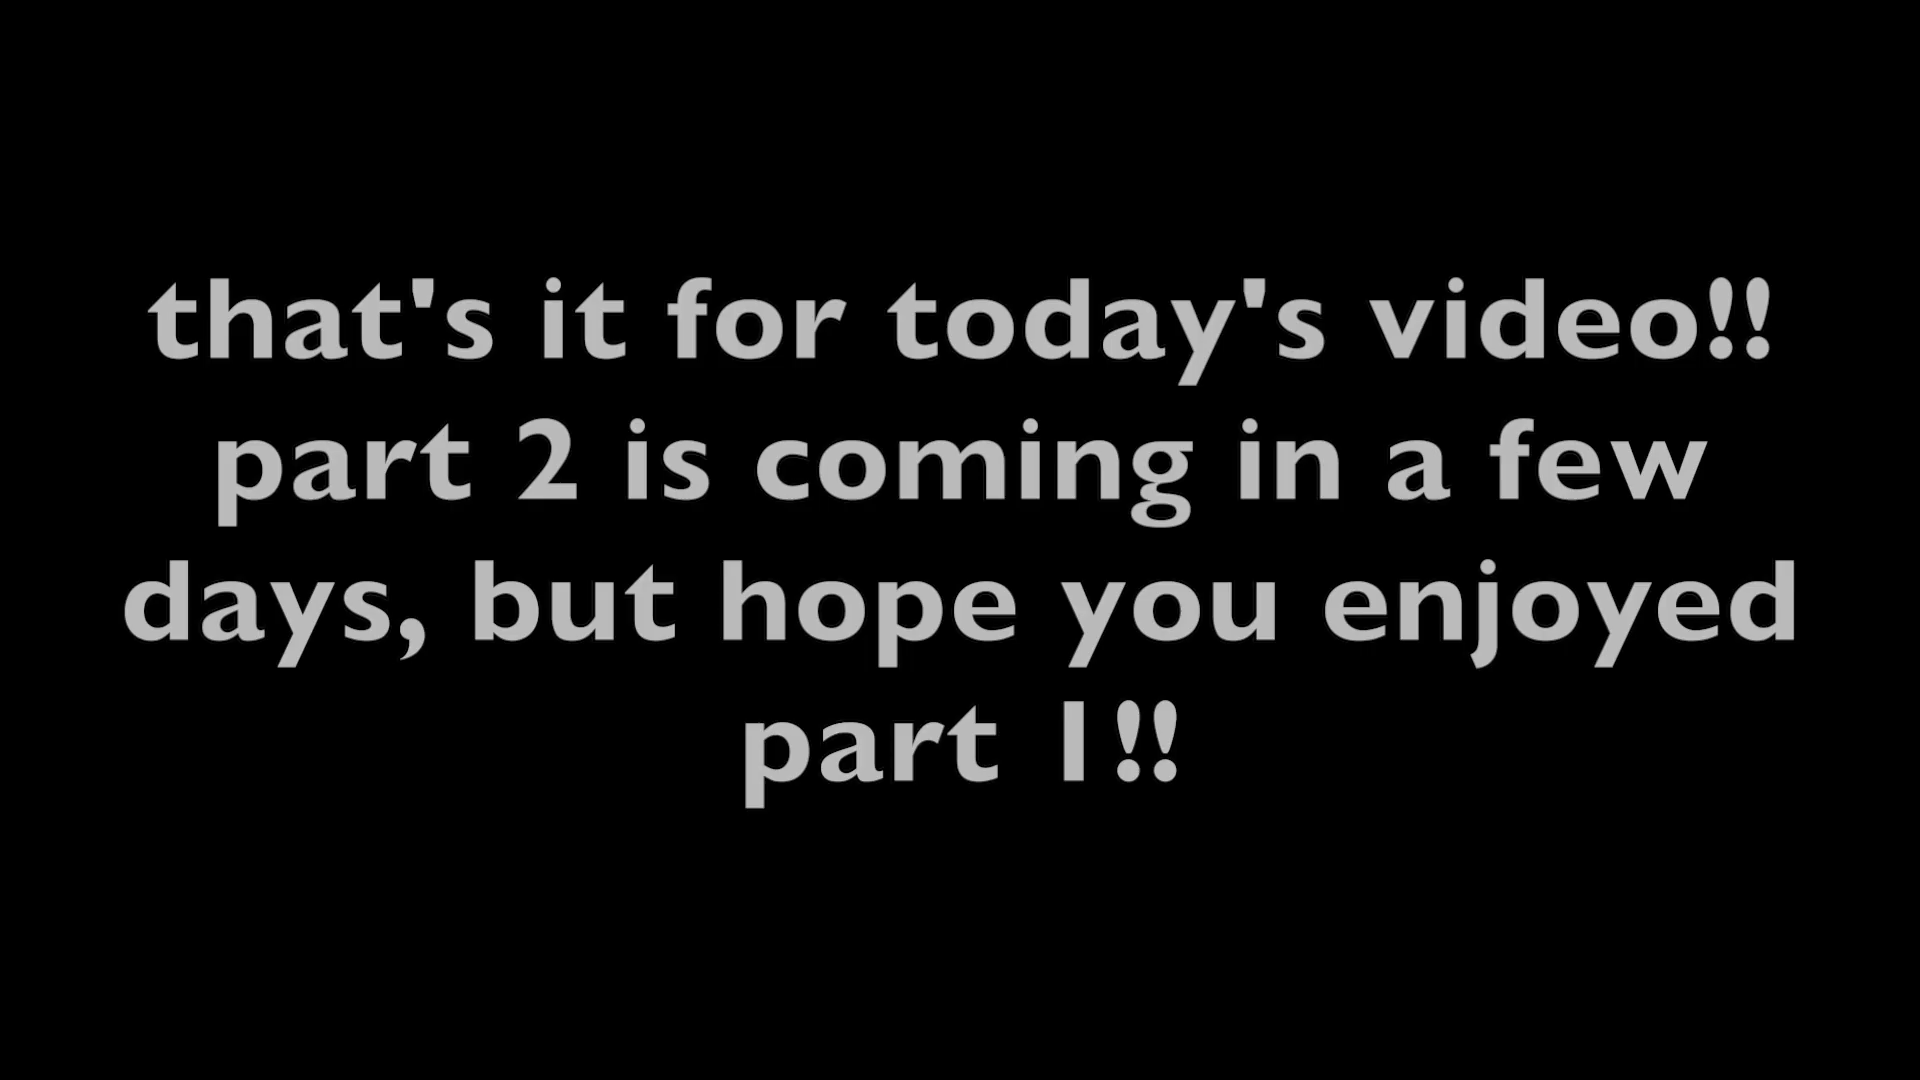 that's it for today's video!!
part 2 is coming in a few
days, but hope you enjoyed
part 1!!